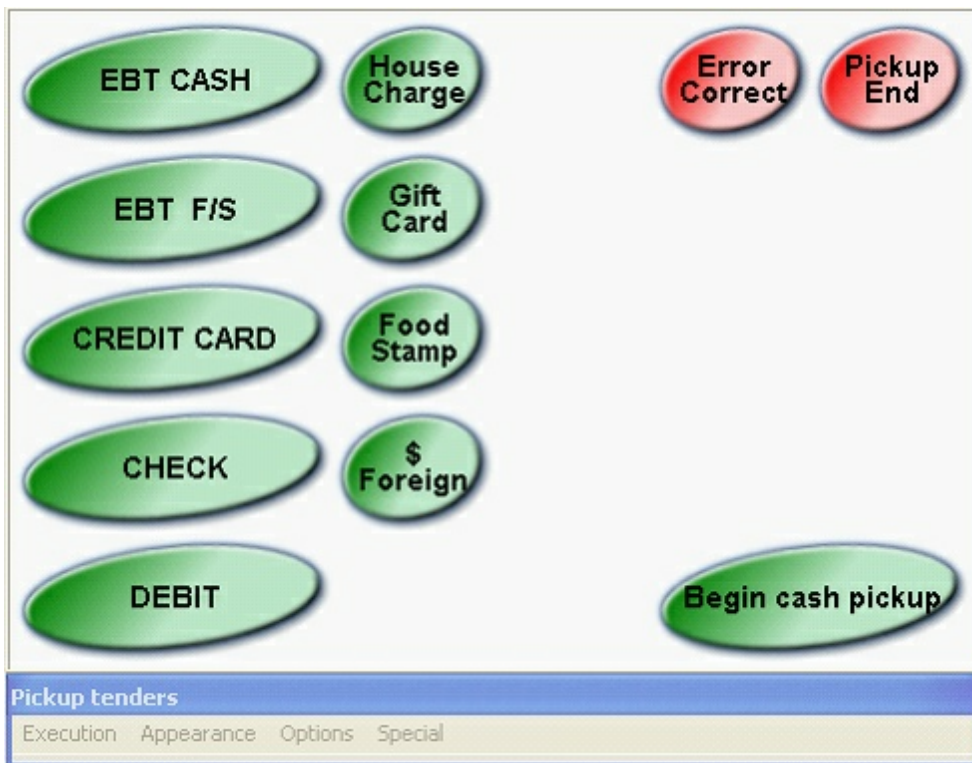 EBT CASH
House
Charge
Error
Correct
Pickup
End
EBT F/S
Gift
Card
CREDIT CARD
Food
Stamp
CHECK
$
Foreign
DEBIT
Begin cash pickup
Pickup tenders
Execution Appearance Options Special